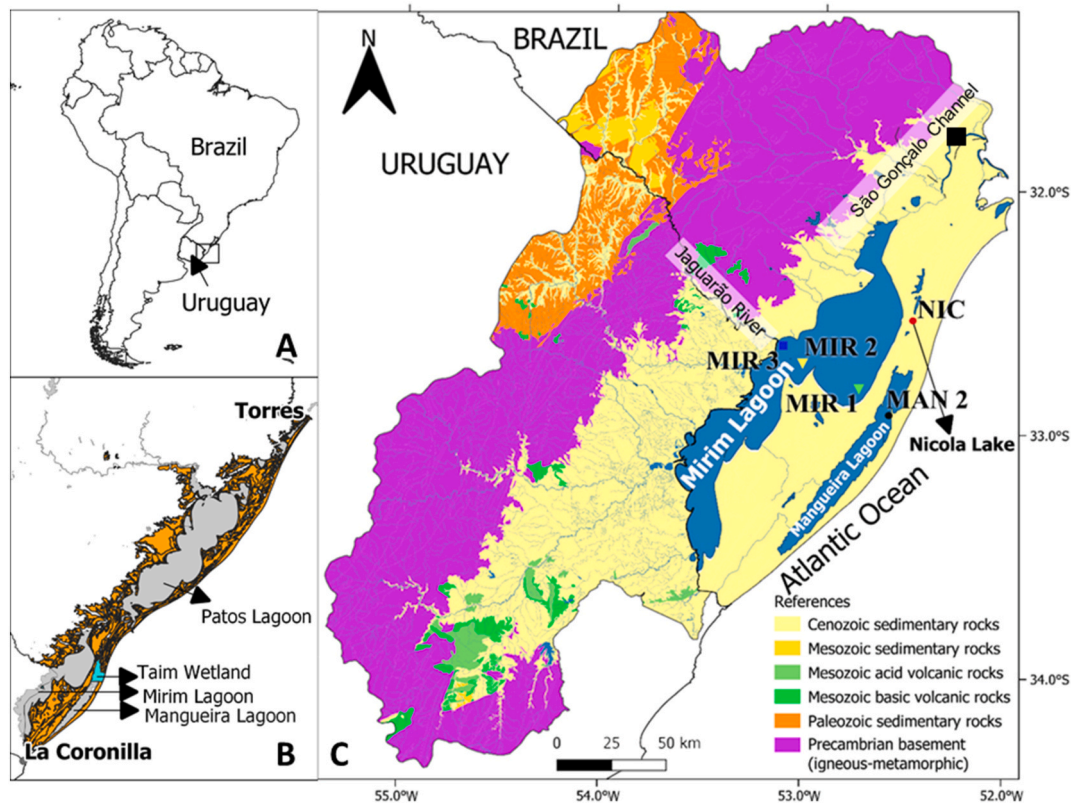 Brazil
Uruguay
A
Torres
Patos Lagoon
Taim Wetland
Mirim Lagoon
Mangueira Lagoon
La Coronilla
B
C
N
BRAZIL
URUGUAY
São Gonçalo Channel
Jaguarão River
NIC
MIR 3
MIR 2
MIR 1
MAN 2
Nicola Lake
Mirim Lagoon
Mangueira Lagoon
Atlantic Ocean
References
Cenozoic sedimentary rocks
Mesozoic sedimentary rocks
Mesozoic acid volcanic rocks
Mesozoic basic volcanic rocks
Paleozoic sedimentary rocks
Precambrian basement
(igneous-metamorphic)
0 25 50 km
32.0°S
33.0°S
34.0°S
55.0°W
54.0°W
53.0°W
52.0°W